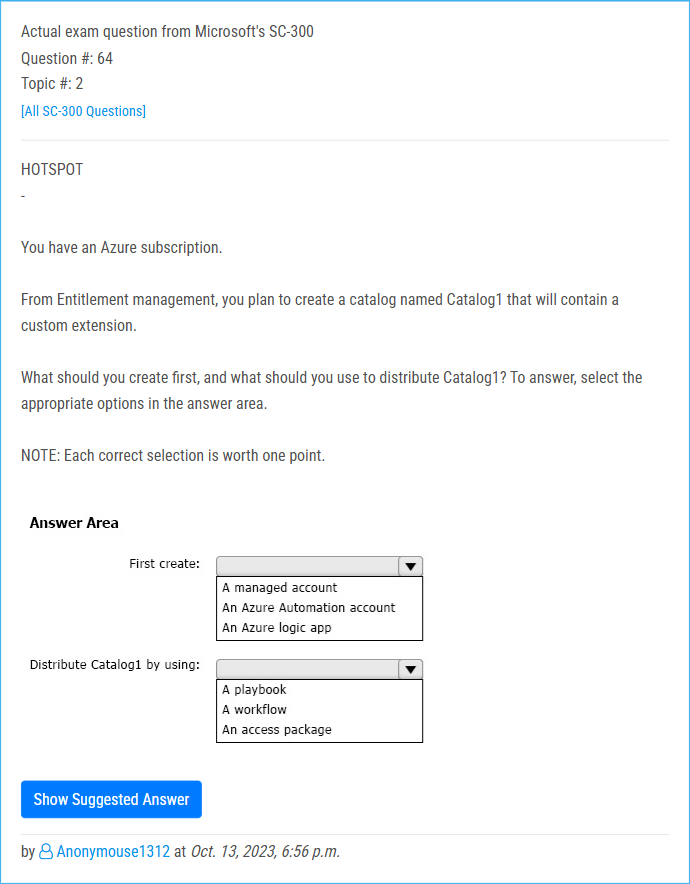 Actual exam question from Microsoft's SC-300
Question #: 64
Topic #: 2
[All SC-300 Questions]
HOTSPOT
-
You have an Azure subscription.
From Entitlement management, you plan to create a catalog named Catalog1 that will contain a
custom extension.
What should you create first, and what should you use to distribute Catalog1? To answer, select the
appropriate options in the answer area.
NOTE: Each correct selection is worth one point.
Answer Area
First create:
A managed account
An Azure Automation account
An Azure logic app
Distribute Catalog1 by using:
A playbook
A workflow
An access package
Show Suggested Answer
by Anonymouse1312 at Oct. 13, 2023, 6:56 p.m.